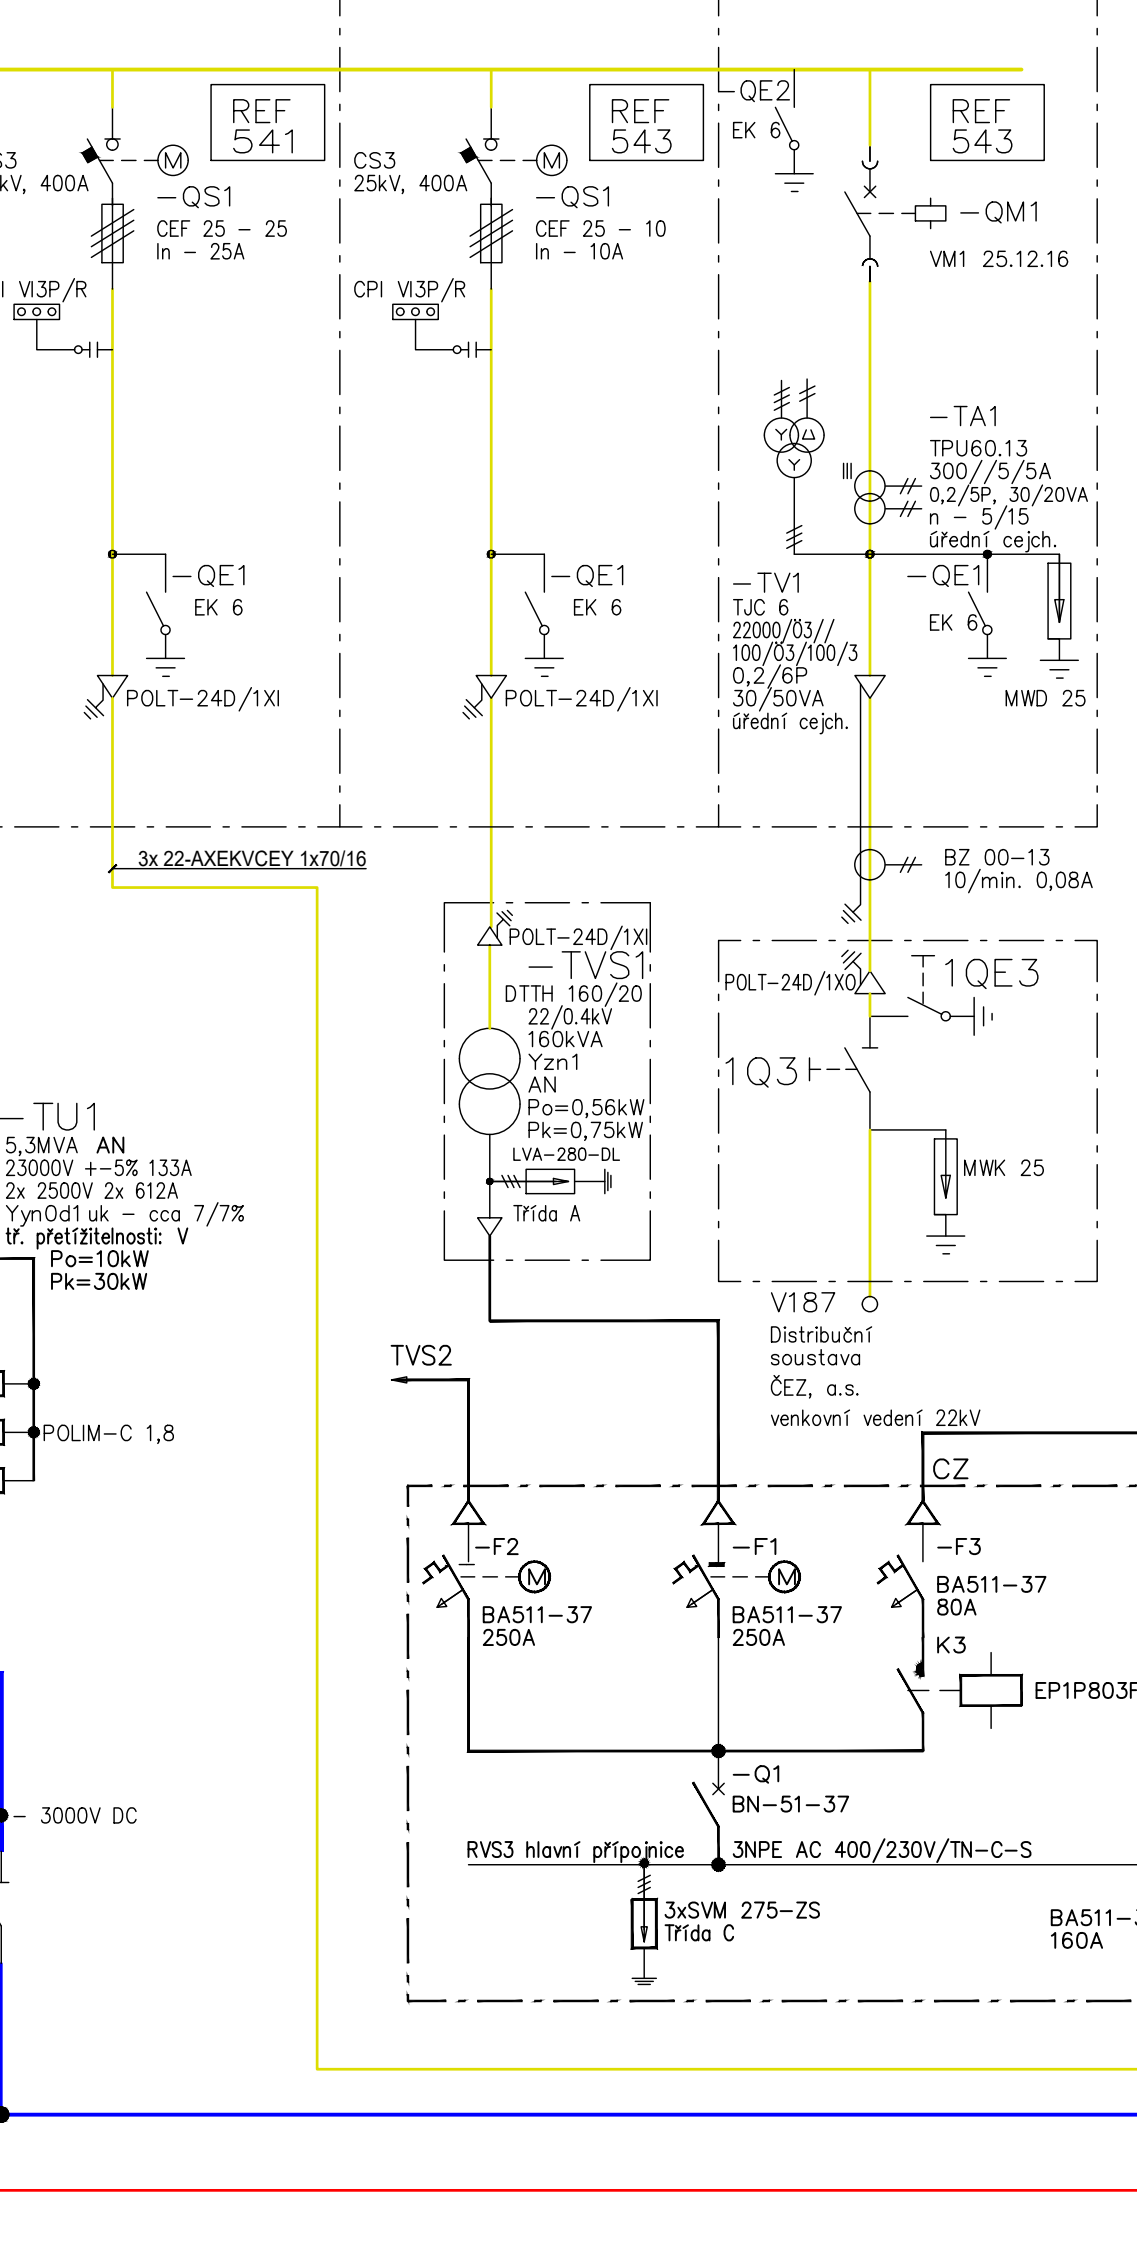 REF
541
S3
kV, 400A
M
-QS1
CEF 25 - 25
In - 25A
I VI3P/R
-QE1
EK 6
POLT-24D/1XI
REF
543
CS3
25kV, 400A
M
-QS1
CEF 25 - 10
In - 10A
CPI VI3P/R
-QE1
EK 6
POLT-24D/1XI
-QE2
EK 6
REF
543
-QM1
VM1 25.12.16
-TA1
TPU60.13
300//5/5A
0,2/5P, 30/20VA
n - 5/15
úřední cejch.
Y
Δ
Y
III
-TV1
TJC 6
22000/Ö3//
100/Ö3/100/3
0,2/6P
30/50VA
úřední cejch.
-QE1
EK 6
MWD 25
3x 22-AXEKVCEY 1x70/16
BZ 00-13
10/min. 0,08A
POLT-24D/1XI
-TVS1
DTTH 160/20
22/0.4kV
160kVA
Yzn1
AN
Po=0,56kW
Pk=0,75kW
LVA-280-DL
Třída A
POLT-24D/1XO
1QE3
1Q3
MWK 25
V187
Distribuční
soustava
ČEZ, a.s.
venkovní vedení 22kV
-TU1
5,3MVA AN
23000V +-5% 133A
2x 2500V 2x 612A
YynOd1 uk - cca 7/7%
tř. přetížitelnosti: V
Po=10kW
Pk=30kW
POLIM-C 1,8
TVS2
CZ
-F2
M
BA511-37
250A
-F1
M
BA511-37
250A
-F3
BA511-37
80A
K3
EP1P803F
-Q1
BN-51-37
RVS3 hlavní přípojnice
3NPE AC 400/230V/TN-C-S
3xSVM 275-ZS
Třída C
BA511-3
160A
- 3000V DC